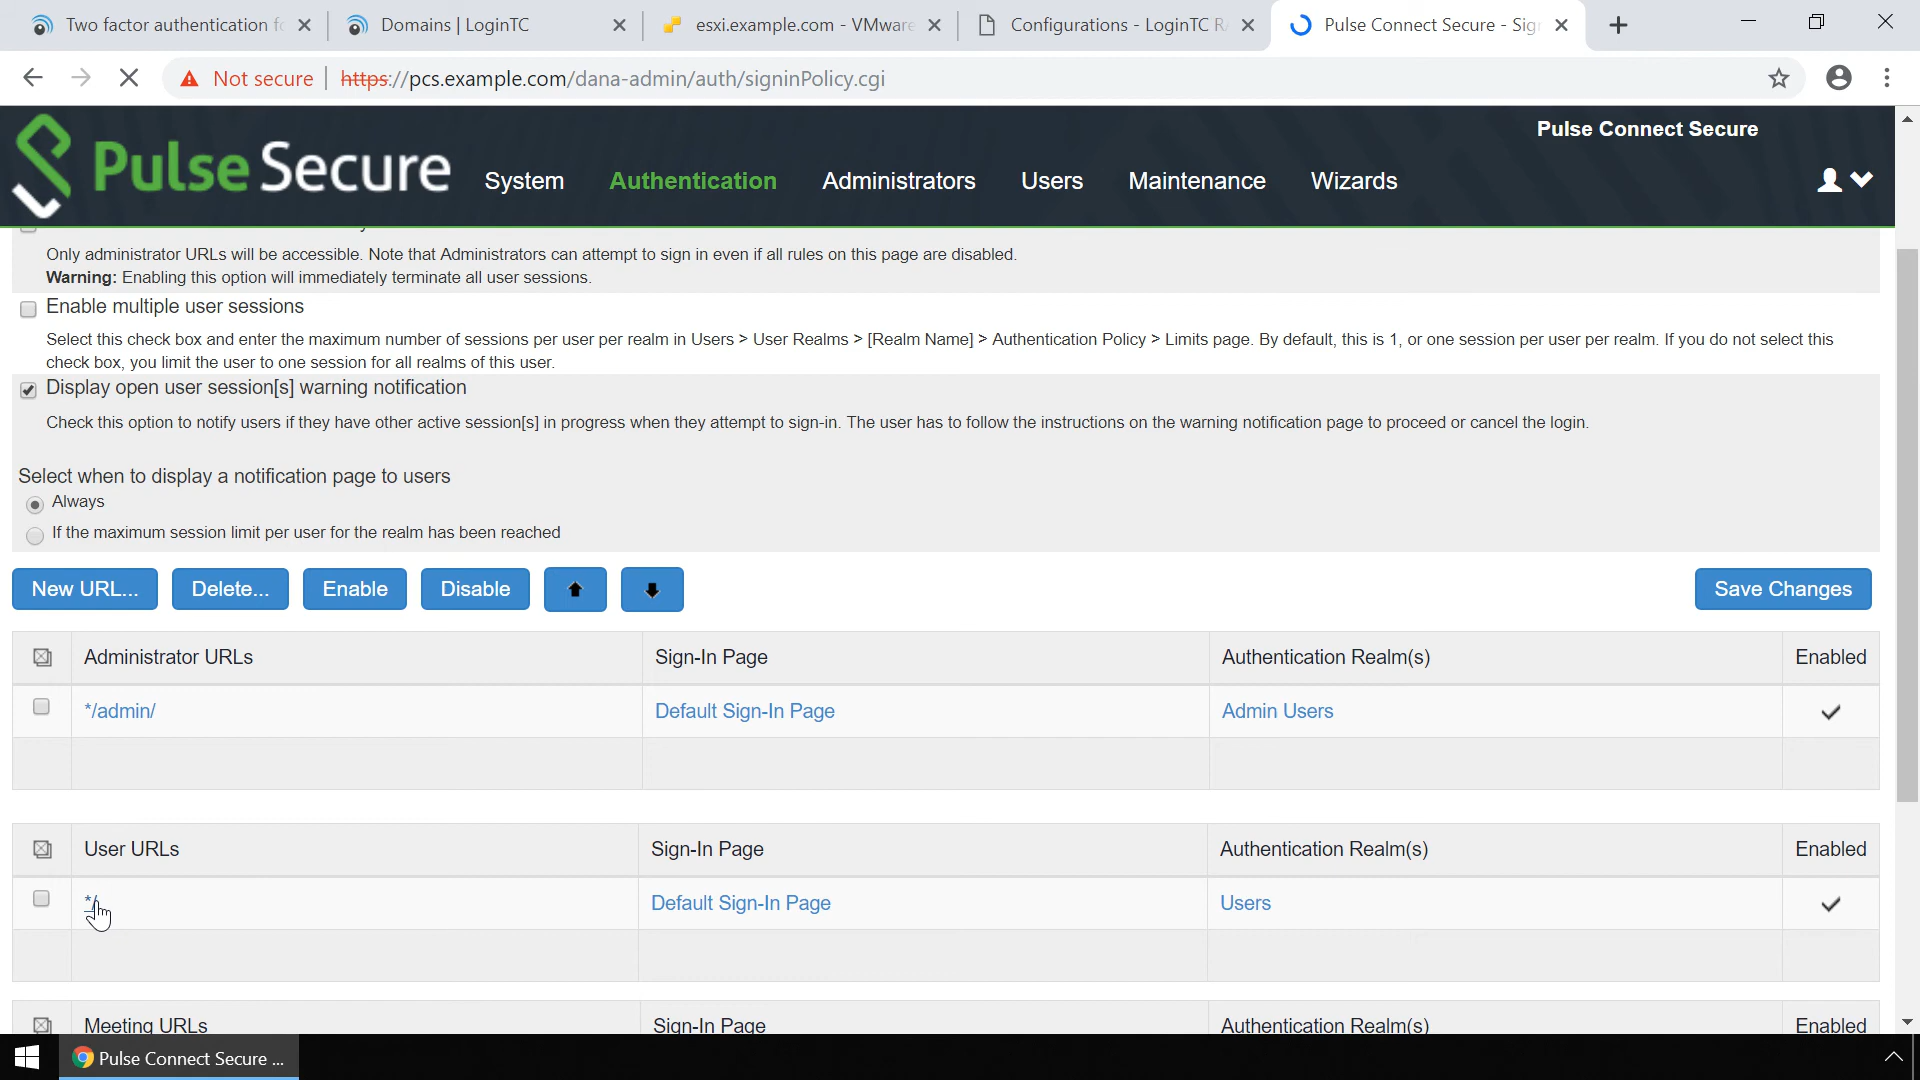 Two factor authentication fo
Domains | LoginTC
esxi.example.com - VMware
Configurations - LoginTC RA
Pulse Connect Secure - Sign
Not secure
https://pcs.example.com/dana-admin/auth/signinPolicy.cgi
Pulse Secure
Pulse Connect Secure
System
Authentication
Administrators
Users
Maintenance
Wizards
Only administrator URLs will be accessible. Note that Administrators can attempt to sign in even if all rules on this page are disabled.
Warning: Enabling this option will immediately terminate all user sessions.
Enable multiple user sessions
Select this check box and enter the maximum number of sessions per user per realm in Users > User Realms > [Realm Name] > Authentication Policy > Limits page. By default, this is 1, or one session per user per realm. If you do not select this
check box, you limit the user to one session for all realms of this user.
Display open user session[s] warning notification
Check this option to notify users if they have other active session[s] in progress when they attempt to sign-in. The user has to follow the instructions on the warning notification page to proceed or cancel the login.
Select when to display a notification page to users
Always
If the maximum session limit per user for the realm has been reached
New URL...
Delete...
Enable
Disable
Save Changes
Administrator URLs
Sign-In Page
Authentication Realm(s)
Enabled
*/admin/
Default Sign-In Page
Admin Users
User URLs
Sign-In Page
Authentication Realm(s)
Enabled
*/
Default Sign-In Page
Users
Meeting URLs
Sign-In Page
Authentication Realm(s)
Enabled
Pulse Connect Secure ...